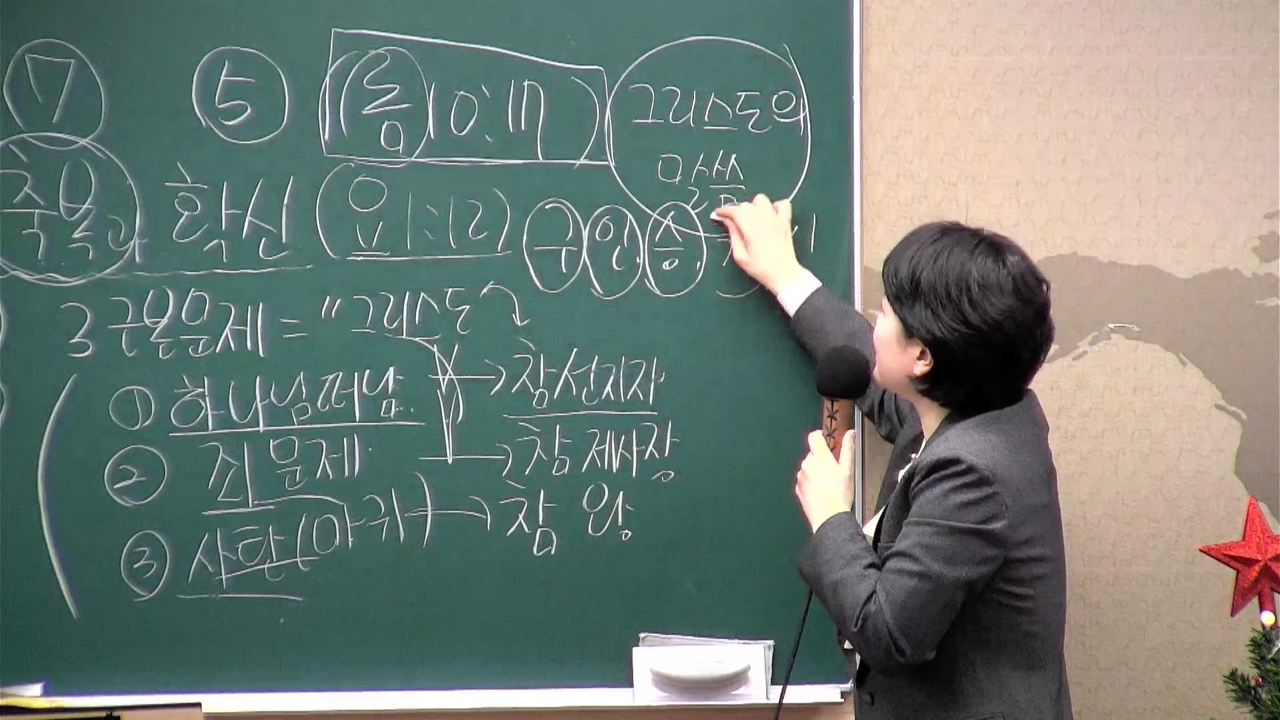 ⑦ ⑤ (롬 10:17) 그리스도의
말씀
축복과 확신 (요 1:12) 구 인 승
3 근본문제 = "그리스도
① 하나님떠남 → 참선지자
② 죄문제 → 참제사장
③ 사탄(마귀) → 참 왕